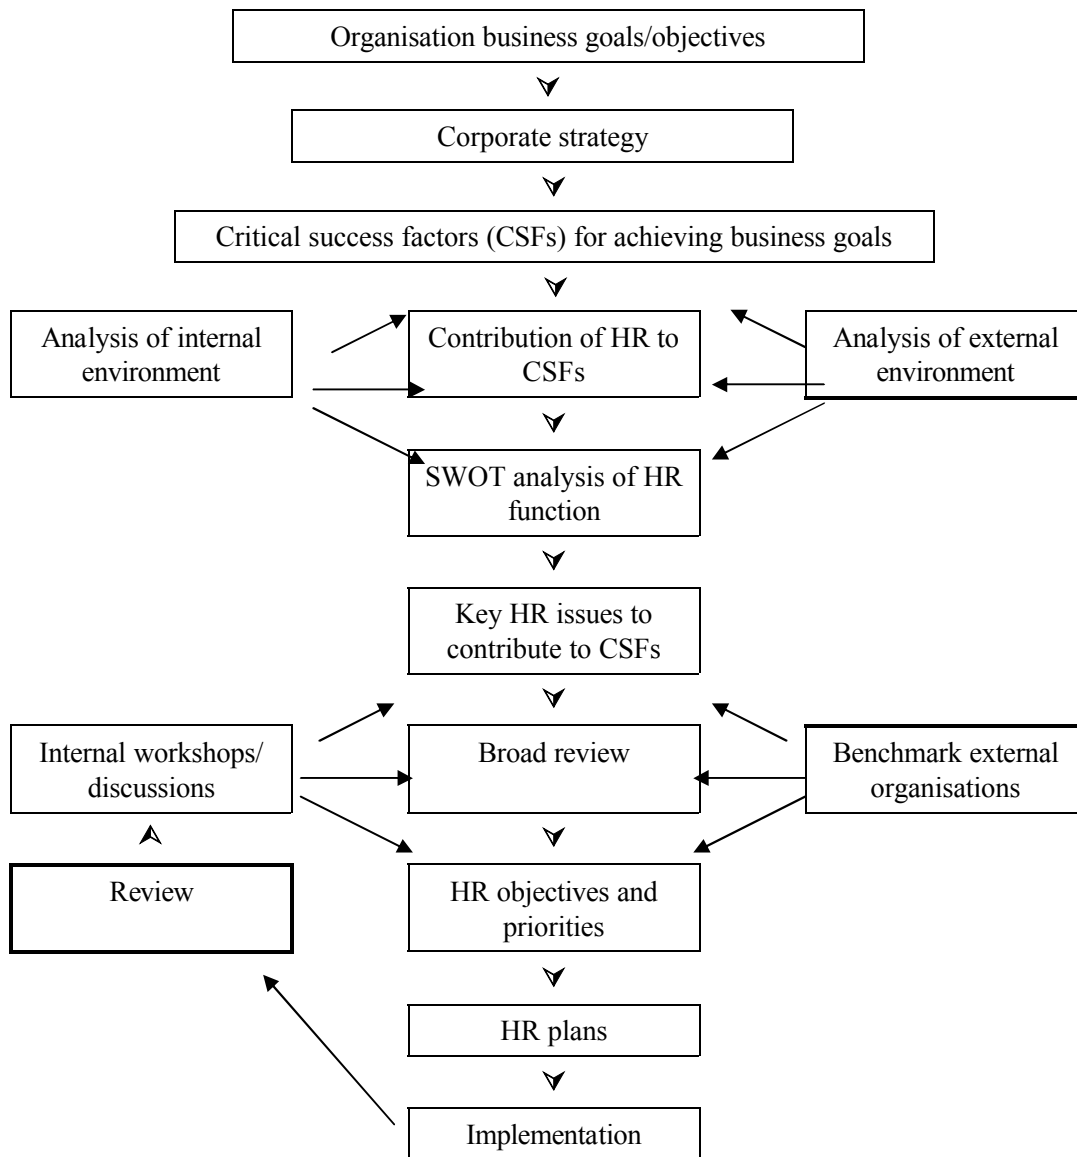 Organisation business goals/objectives
Corporate strategy
Critical success factors (CSFs) for achieving business goals
Analysis of internal
environment
Contribution of HR to
CSFs
Analysis of external
environment
SWOT analysis of HR
function
Key HR issues to
contribute to CSFs
Internal workshops/
discussions
Broad review
Benchmark external
organisations
Review
HR objectives and
priorities
HR plans
Implementation